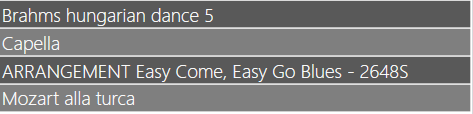 Brahms hungarian dance 5
Capella
ARRANGEMENT Easy Come, Easy Go Blues - 2648S
Mozart alla turca